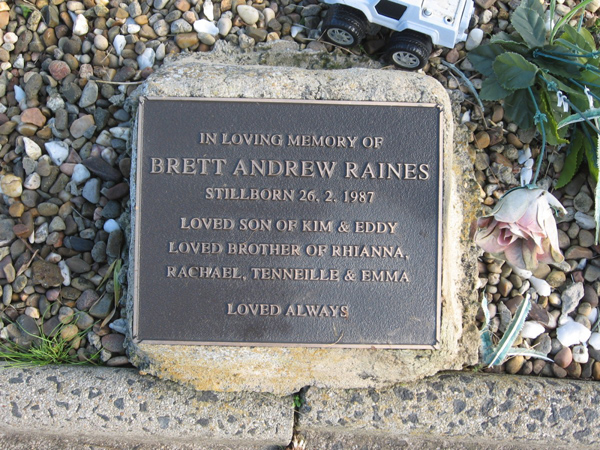 IN LOVING MEMORY OF
BRETT ANDREW RAINES
STILLBORN 26. 2. 1987
LOVED SON OF KIM & EDDY
LOVED BROTHER OF RHIANNA,
RACHAEL, TENNEILLE & EMMA
LOVED ALWAYS